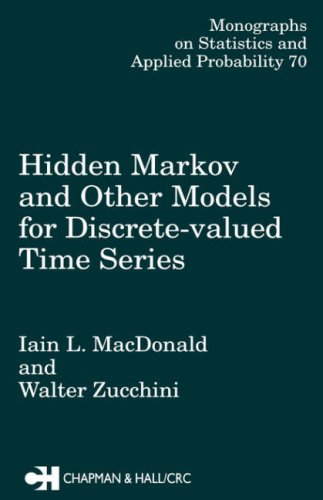 Monographs
on Statistics and
Applied Probability 70
Hidden Markov
and Other Models
for Discrete-valued
Time Series
Iain L. MacDonald
and
Walter Zucchini
CHAPMAN & HALL/CRC